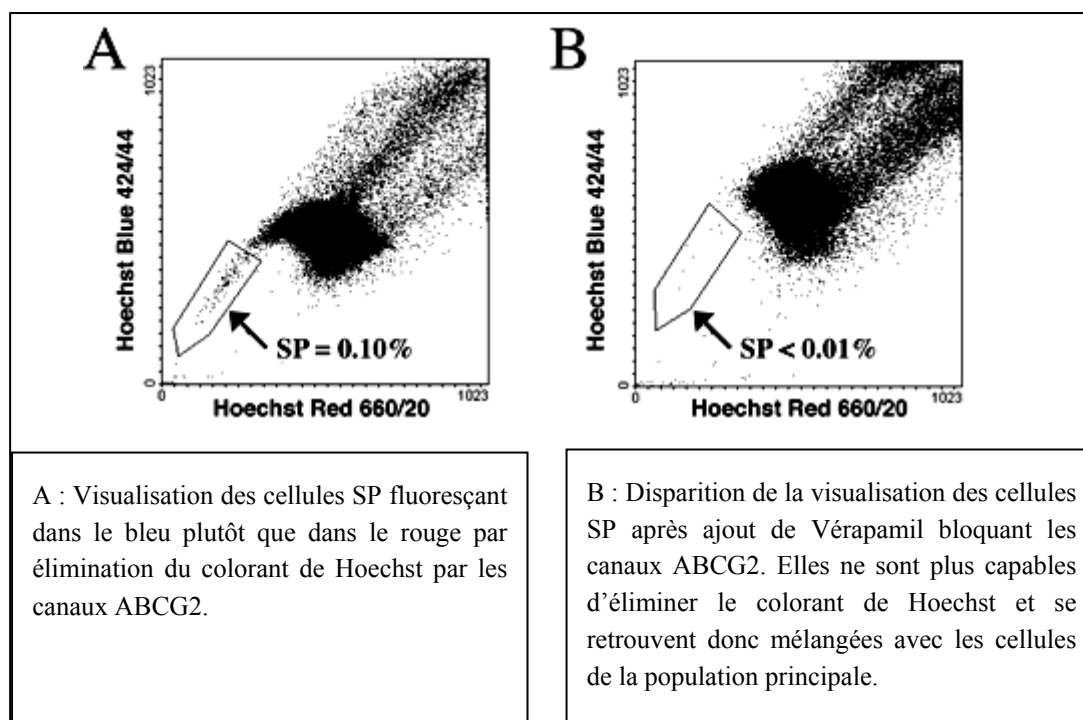 A
1023
Hoechst Blue 424/44
0
SP = 0.10%
0
1023
Hoechst Red 660/20
B
1023
Hoechst Blue 424/44
0
SP < 0.01%
0
1023
Hoechst Red 660/20
A : Visualisation des cellules SP fluoresçant
dans le bleu plutôt que dans le rouge par
élimination du colorant de Hoechst par les
canaux ABCG2.
B : Disparition de la visualisation des cellules
SP après ajout de Vérapamil bloquant les
canaux ABCG2. Elles ne sont plus capables
d’éliminer le colorant de Hoechst et se
retrouvent donc mélangées avec les cellules
de la population principale.